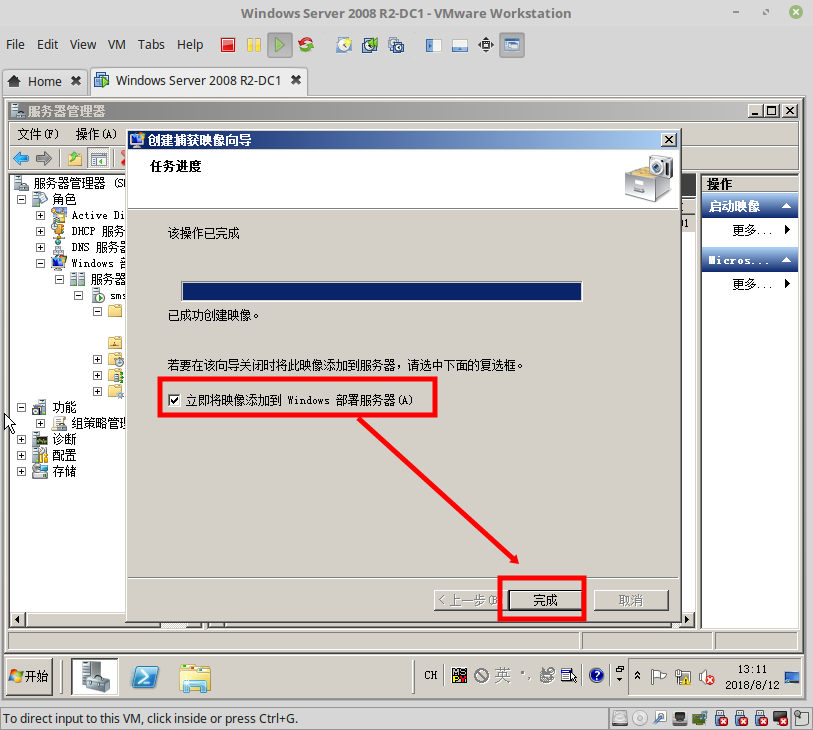 Windows Server 2008 R2-DC1 - VMware Workstation
File Edit View VM Tabs Help
Home
Windows Server 2008 R2-DC1
服务器管理器
文件(F) 操作(A)
创建捕获映像向导
任务进度
服务器管理器
角色
Active Di
DHCP 服务
DNS 服务器
Windows 部
服务器
sms
功能
组策略管理
诊断
配置
存储
该操作已完成
已成功创建映像。
若要在该向导关闭时将此映像添加到服务器，请选中下面的复选框。
立即将映像添加到 Windows 部署服务器(A)
< 上一步(B
完成
取消
操作
启动映像
更多...
Micros...
更多...
开始
CH
英
13:11
2018/8/12
To direct input to this VM, click inside or press Ctrl+G.